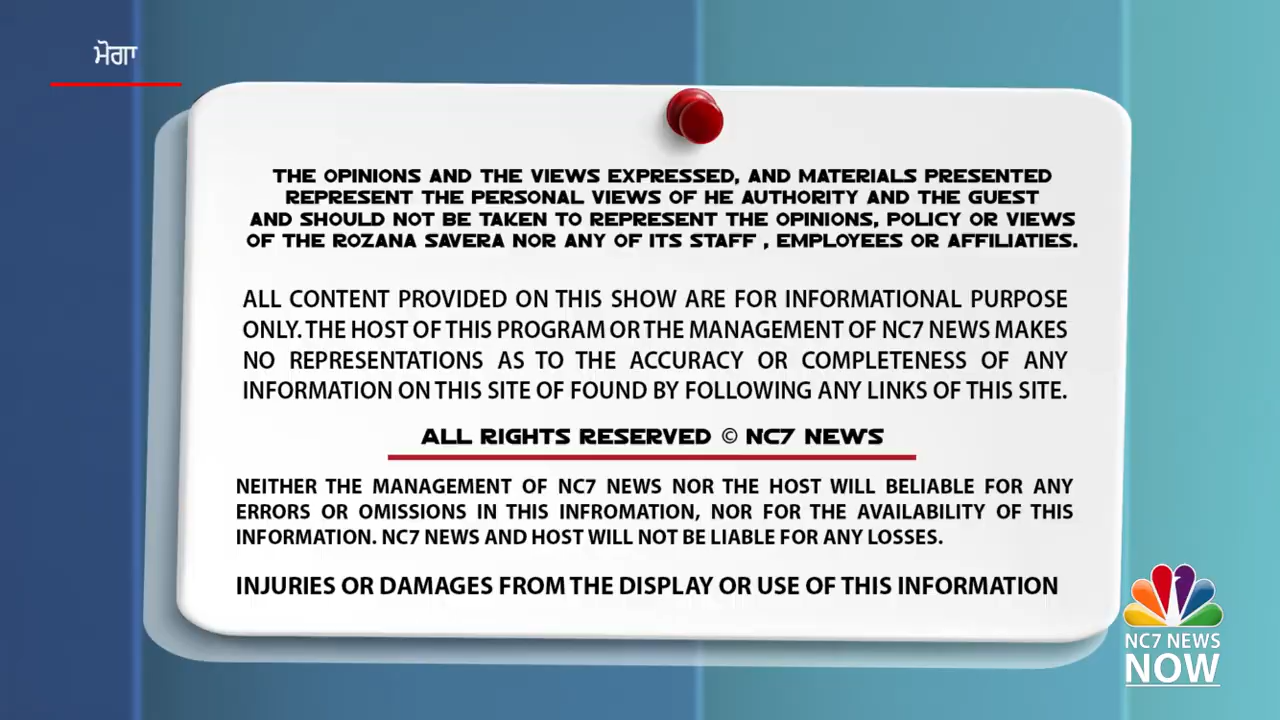 ਮੋਗਾ
THE OPINIONS AND THE VIEWS EXPRESSED, AND MATERIALS PRESENTED
REPRESENT THE PERSONAL VIEWS OF HE AUTHORITY AND THE GUEST
AND SHOULD NOT BE TAKEN TO REPRESENT THE OPINIONS, POLICY OR VIEWS
OF THE ROZANA SAVERA NOR ANY OF ITS STAFF , EMPLOYEES OR AFFILIATIES.
ALL CONTENT PROVIDED ON THIS SHOW ARE FOR INFORMATIONAL PURPOSE
ONLY. THE HOST OF THIS PROGRAM OR THE MANAGEMENT OF NC7 NEWS MAKES
NO REPRESENTATIONS AS TO THE ACCURACY OR COMPLETENESS OF ANY
INFORMATION ON THIS SITE OF FOUND BY FOLLOWING ANY LINKS OF THIS SITE.
ALL RIGHTS RESERVED © NC7 NEWS
NEITHER THE MANAGEMENT OF NC7 NEWS NOR THE HOST WILL BELIABLE FOR ANY
ERRORS OR OMISSIONS IN THIS INFROMATION, NOR FOR THE AVAILABILITY OF THIS
INFORMATION. NC7 NEWS AND HOST WILL NOT BE LIABLE FOR ANY LOSSES.
INJURIES OR DAMAGES FROM THE DISPLAY OR USE OF THIS INFORMATION
NC7 NEWS
NOW